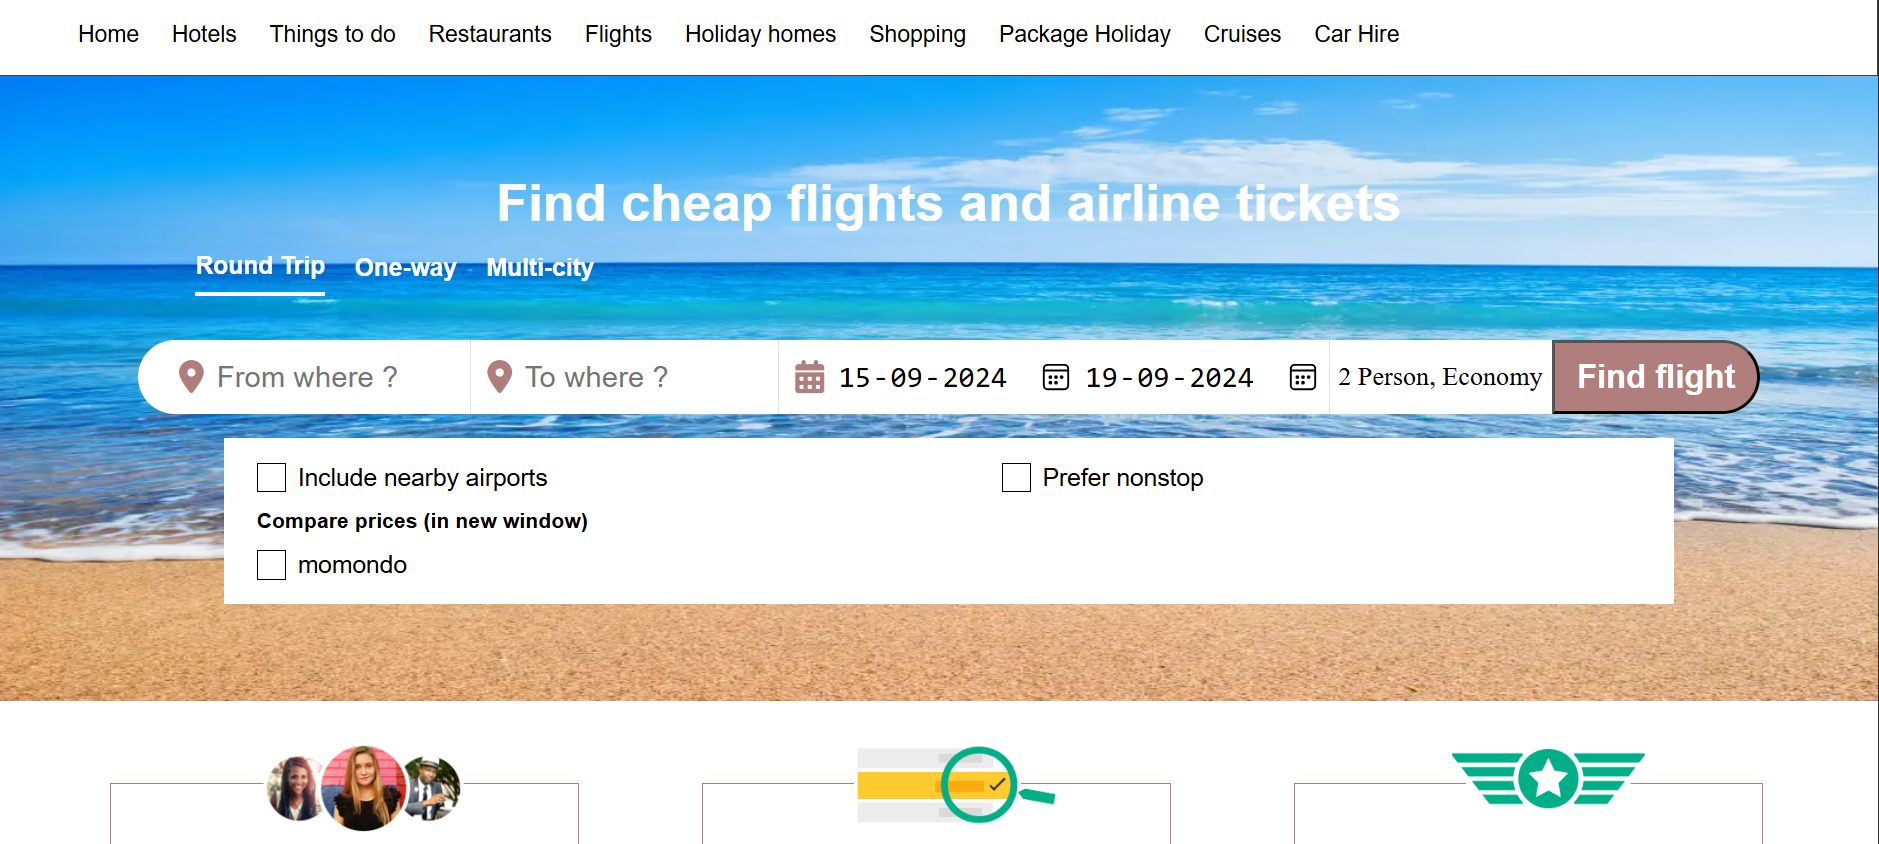 Home Hotels Things to do Restaurants Flights Holiday homes Shopping Package Holiday Cruises Car Hire
Find cheap flights and airline tickets
Round Trip One-way Multi-city
From where ? To where ? 15-09-2024 19-09-2024 2 Person, Economy Find flight
Include nearby airports Prefer nonstop
Compare prices (in new window)
momondo